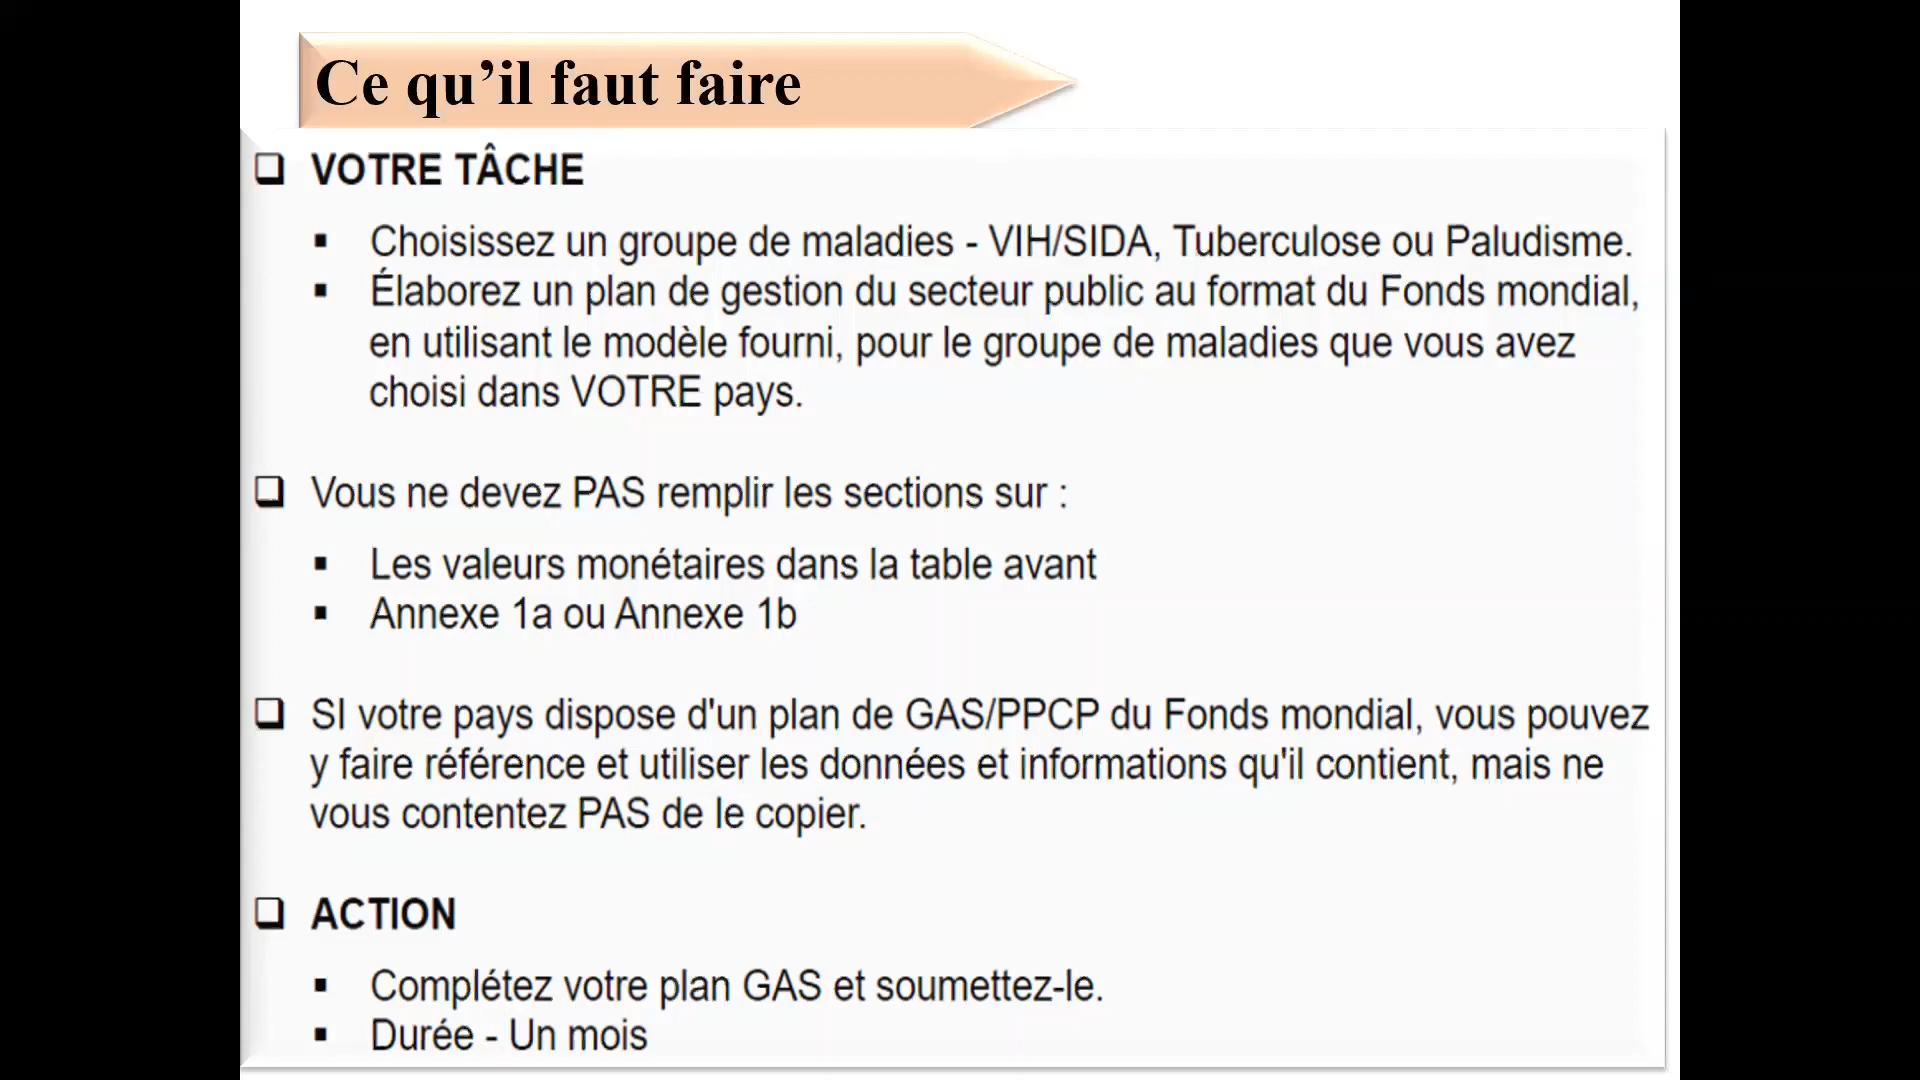 Ce qu’il faut faire
VOTRE TÂCHE
Choisissez un groupe de maladies - VIH/SIDA, Tuberculose ou Paludisme.
Élaborez un plan de gestion du secteur public au format du Fonds mondial,
en utilisant le modèle fourni, pour le groupe de maladies que vous avez
choisi dans VOTRE pays.
Vous ne devez PAS remplir les sections sur :
Les valeurs monétaires dans la table avant
Annexe 1a ou Annexe 1b
SI votre pays dispose d'un plan de GAS/PPCP du Fonds mondial, vous pouvez
y faire référence et utiliser les données et informations qu'il contient, mais ne
vous contentez PAS de le copier.
ACTION
Complétez votre plan GAS et soumettez-le.
Durée - Un mois